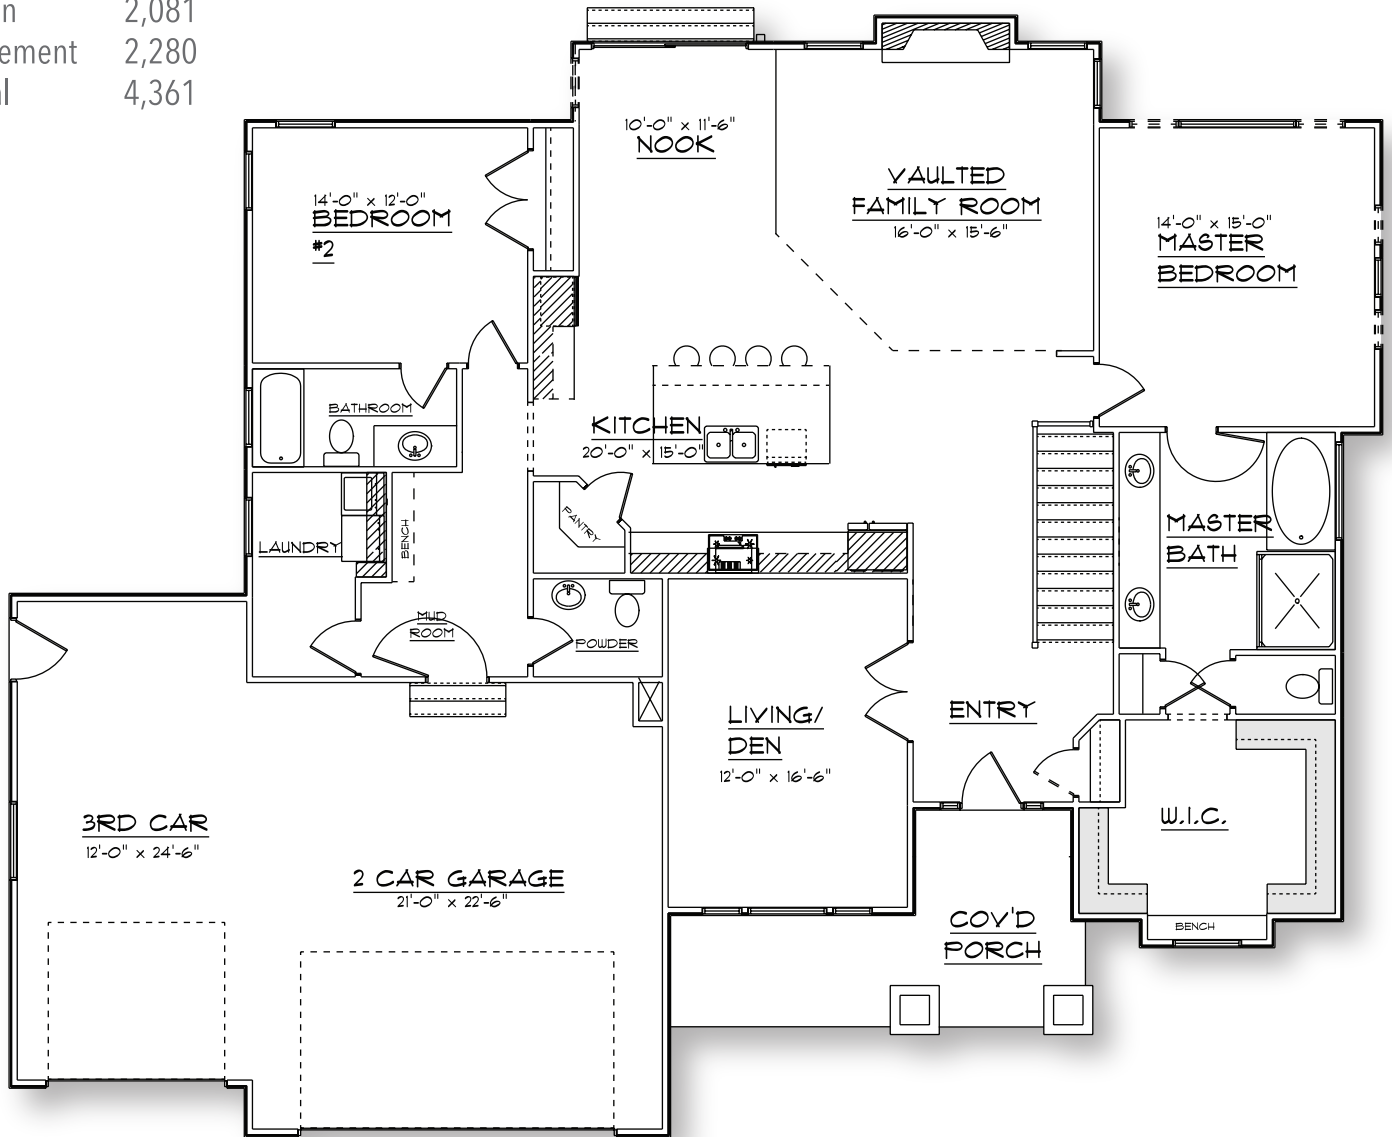 n 2,081
ement 2,280
l 4,361
10'-0" x 11'-6"
NOOK
VAULTED
FAMILY ROOM
16'-0" x 15'-6"
14'-0" x 12'-0"
BEDROOM
#2
14'-0" x 15'-0"
MASTER
BEDROOM
BATHROOM
KITCHEN
20'-0" x 15'-0"
PANTRY
BENCH
LAUNDRY
MASTER
BATH
MUD
ROOM
POWDER
LIVING/
DEN
12'-0" x 16'-6"
ENTRY
3RD CAR
12'-0" x 24'-6"
2 CAR GARAGE
21'-0" x 22'-6"
W.I.C.
COV'D
PORCH
BENCH